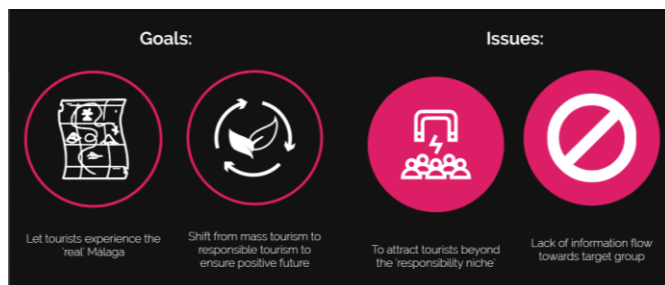 Goals:
Issues:
Let tourists experience the
'real' Málaga
Shift from mass tourism to
responsible tourism to
ensure positive future
To attract tourists beyond
the 'responsibility niche'
Lack of information flow
towards target group